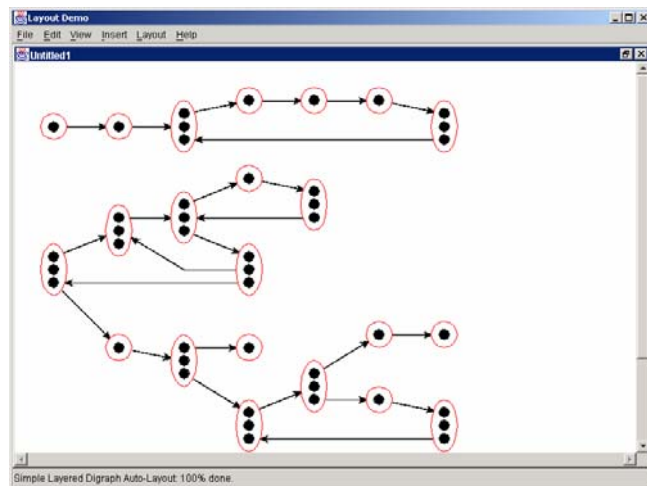 Layout Demo
File Edit View Insert Layout Help
Untitled1
Simple Layered Digraph Auto-Layout: 100% done.